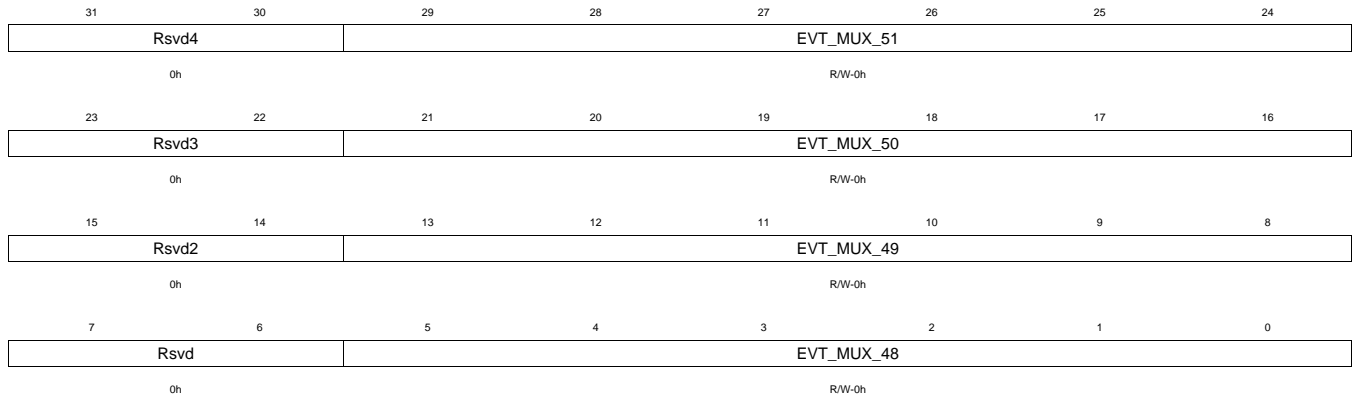 31 30 29 28 27 26 25 24
Rsvd4 EVT_MUX_51
0h R/W-0h
23 22 21 20 19 18 17 16
Rsvd3 EVT_MUX_50
0h R/W-0h
15 14 13 12 11 10 9 8
Rsvd2 EVT_MUX_49
0h R/W-0h
7 6 5 4 3 2 1 0
Rsvd EVT_MUX_48
0h R/W-0h